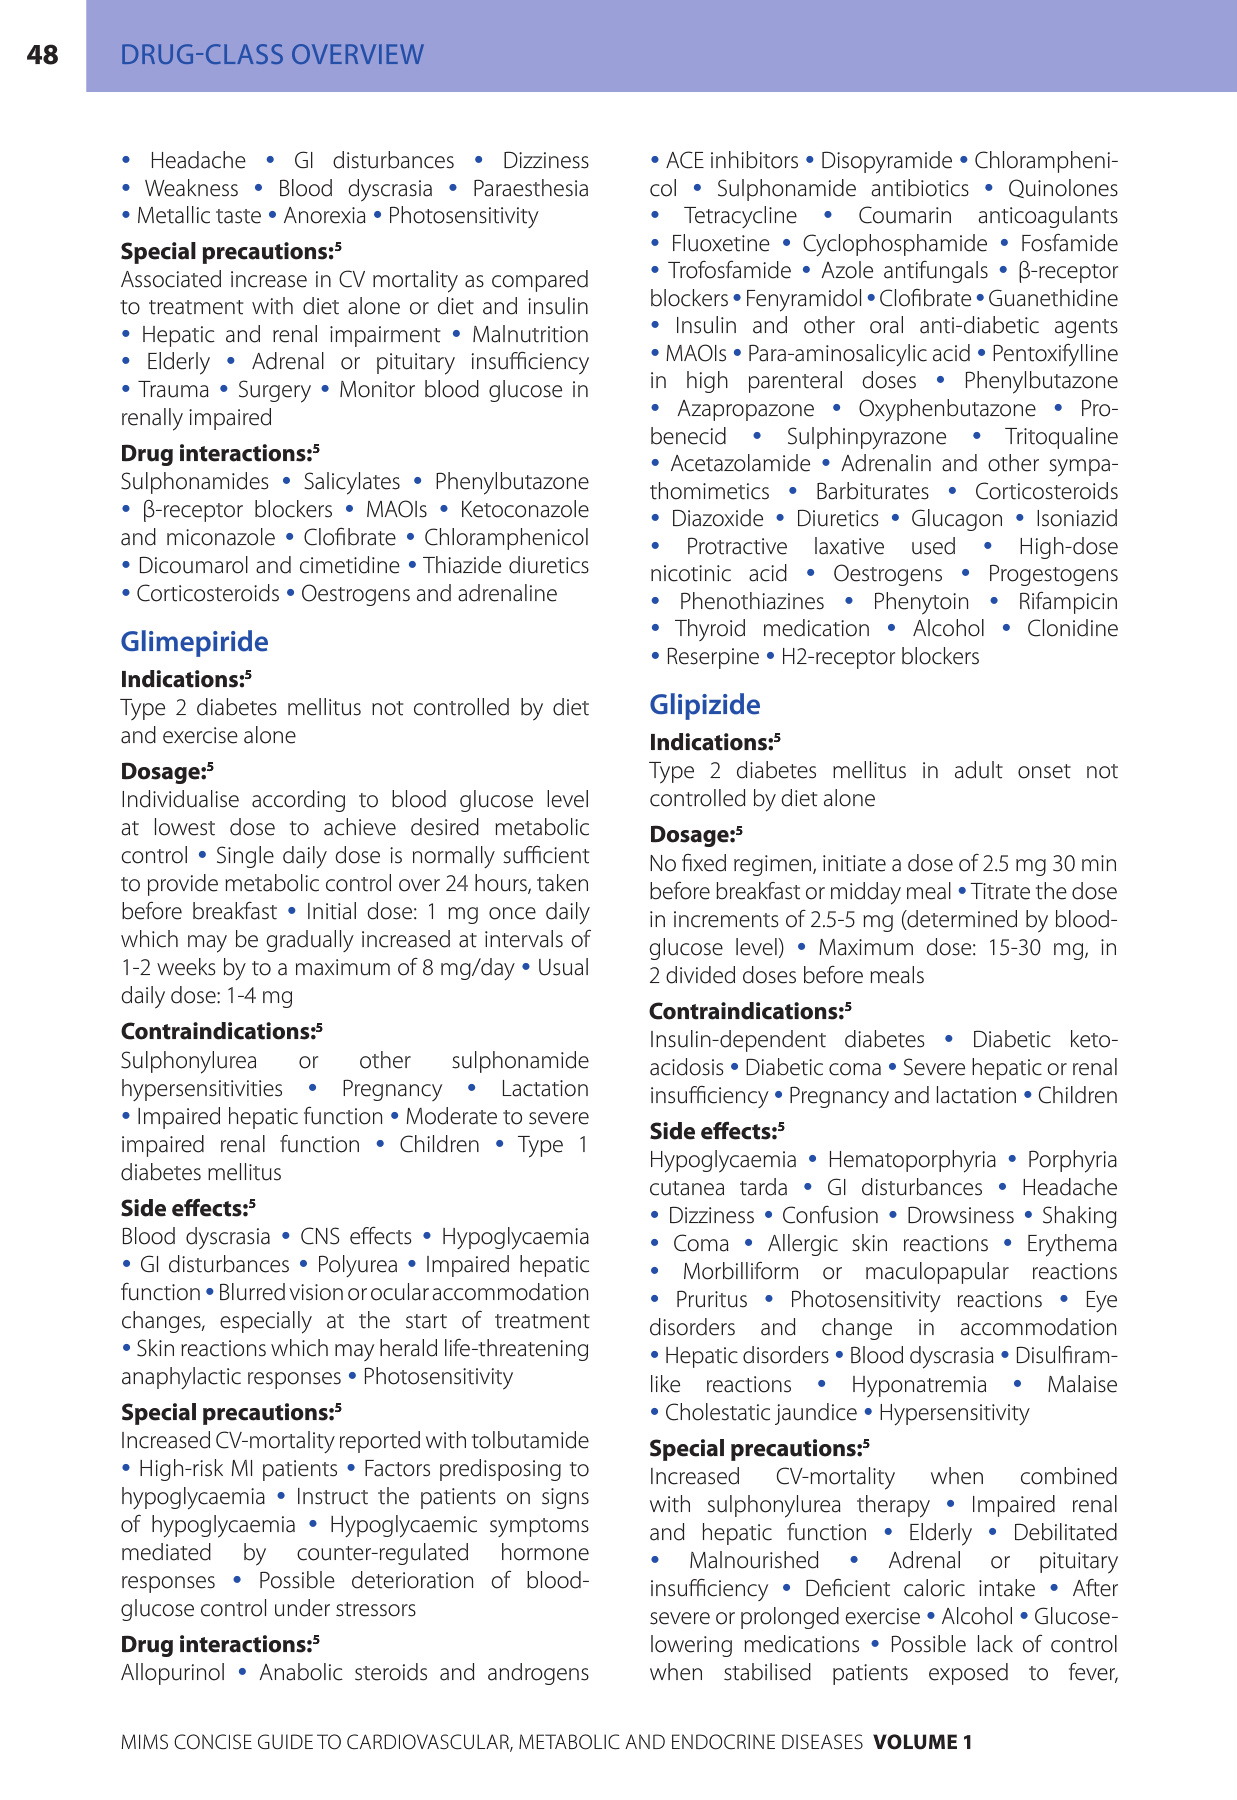 48
DRUG-CLASS OVERVIEW
• Headache • GI disturbances • Dizziness
• Weakness • Blood dyscrasia • Paraesthesia
• Metallic taste • Anorexia • Photosensitivity
Special precautions:⁵
Associated increase in CV mortality as compared
to treatment with diet alone or diet and insulin
• Hepatic and renal impairment • Malnutrition
• Elderly • Adrenal or pituitary insufficiency
• Trauma • Surgery • Monitor blood glucose in
renally impaired
Drug interactions:⁵
Sulphonamides • Salicylates • Phenylbutazone
• β-receptor blockers • MAOIs • Ketoconazole
and miconazole • Clofibrate • Chloramphenicol
• Dicoumarol and cimetidine • Thiazide diuretics
• Corticosteroids • Oestrogens and adrenaline
Glimepiride
Indications:⁵
Type 2 diabetes mellitus not controlled by diet
and exercise alone
Dosage:⁵
Individualise according to blood glucose level
at lowest dose to achieve desired metabolic
control • Single daily dose is normally sufficient
to provide metabolic control over 24 hours, taken
before breakfast • Initial dose: 1 mg once daily
which may be gradually increased at intervals of
1-2 weeks by to a maximum of 8 mg/day • Usual
daily dose: 1-4 mg
Contraindications:⁵
Sulphonylurea or other sulphonamide
hypersensitivities • Pregnancy • Lactation
• Impaired hepatic function • Moderate to severe
impaired renal function • Children • Type 1
diabetes mellitus
Side effects:⁵
Blood dyscrasia • CNS effects • Hypoglycaemia
• GI disturbances • Polyurea • Impaired hepatic
function • Blurred vision or ocular accommodation
changes, especially at the start of treatment
• Skin reactions which may herald life-threatening
anaphylactic responses • Photosensitivity
Special precautions:⁵
Increased CV-mortality reported with tolbutamide
• High-risk MI patients • Factors predisposing to
hypoglycaemia • Instruct the patients on signs
of hypoglycaemia • Hypoglycaemic symptoms
mediated by counter-regulated hormone
responses • Possible deterioration of blood-
glucose control under stressors
Drug interactions:⁵
Allopurinol • Anabolic steroids and androgens
• ACE inhibitors • Disopyramide • Chlorampheni-
col • Sulphonamide antibiotics • Quinolones
• Tetracycline • Coumarin anticoagulants
• Fluoxetine • Cyclophosphamide • Fosfamide
• Trofosfamide • Azole antifungals • β-receptor
blockers • Fenyramidol • Clofibrate • Guanethidine
• Insulin and other oral anti-diabetic agents
• MAOIs • Para-aminosalicylic acid • Pentoxifylline
in high parenteral doses • Phenylbutazone
• Azapropazone • Oxyphenbutazone • Pro-
benecid • Sulphinpyrazone • Tritoqualine
• Acetazolamide • Adrenalin and other sympa-
thomimetics • Barbiturates • Corticosteroids
• Diazoxide • Diuretics • Glucagon • Isoniazid
• Protractive laxative used • High-dose
nicotinic acid • Oestrogens • Progestogens
• Phenothiazines • Phenytoin • Rifampicin
• Thyroid medication • Alcohol • Clonidine
• Reserpine • H2-receptor blockers
Glipizide
Indications:⁵
Type 2 diabetes mellitus in adult onset not
controlled by diet alone
Dosage:⁵
No fixed regimen, initiate a dose of 2.5 mg 30 min
before breakfast or midday meal • Titrate the dose
in increments of 2.5-5 mg (determined by blood-
glucose level) • Maximum dose: 15-30 mg, in
2 divided doses before meals
Contraindications:⁵
Insulin-dependent diabetes • Diabetic keto-
acidosis • Diabetic coma • Severe hepatic or renal
insufficiency • Pregnancy and lactation • Children
Side effects:⁵
Hypoglycaemia • Hematoporphyria • Porphyria
cutanea tarda • GI disturbances • Headache
• Dizziness • Confusion • Drowsiness • Shaking
• Coma • Allergic skin reactions • Erythema
• Morbilliform or maculopapular reactions
• Pruritus • Photosensitivity reactions • Eye
disorders and change in accommodation
• Hepatic disorders • Blood dyscrasia • Disulfiram-
like reactions • Hyponatremia • Malaise
• Cholestatic jaundice • Hypersensitivity
Special precautions:⁵
Increased CV-mortality when combined
with sulphonylurea therapy • Impaired renal
and hepatic function • Elderly • Debilitated
• Malnourished • Adrenal or pituitary
insufficiency • Deficient caloric intake • After
severe or prolonged exercise • Alcohol • Glucose-
lowering medications • Possible lack of control
when stabilised patients exposed to fever,
MIMS CONCISE GUIDE TO CARDIOVASCULAR, METABOLIC AND ENDOCRINE DISEASES VOLUME 1